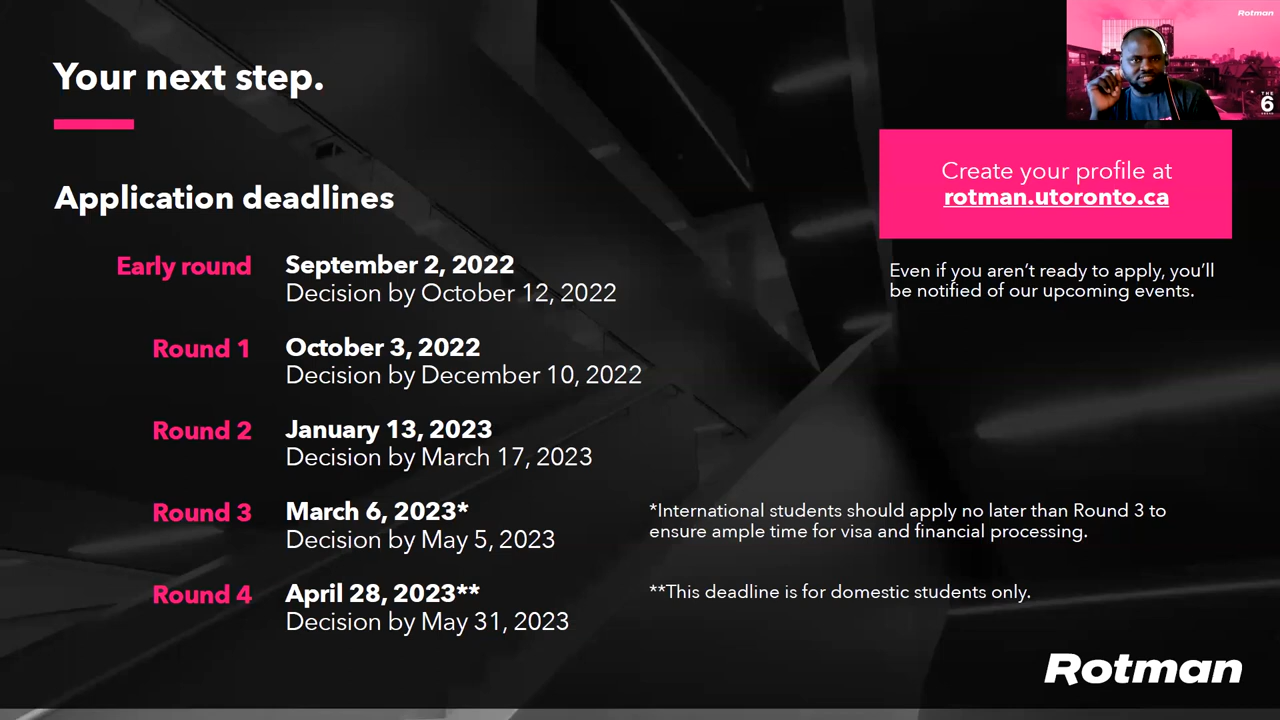 Rotman
THE
6
Your next step.
Application deadlines
Create your profile at
rotman.utoronto.ca
Even if you aren’t ready to apply, you’ll
be notified of our upcoming events.
Early round
September 2, 2022
Decision by October 12, 2022
Round 1
October 3, 2022
Decision by December 10, 2022
Round 2
January 13, 2023
Decision by March 17, 2023
Round 3
March 6, 2023*
Decision by May 5, 2023
*International students should apply no later than Round 3 to
ensure ample time for visa and financial processing.
Round 4
April 28, 2023**
Decision by May 31, 2023
**This deadline is for domestic students only.
Rotman